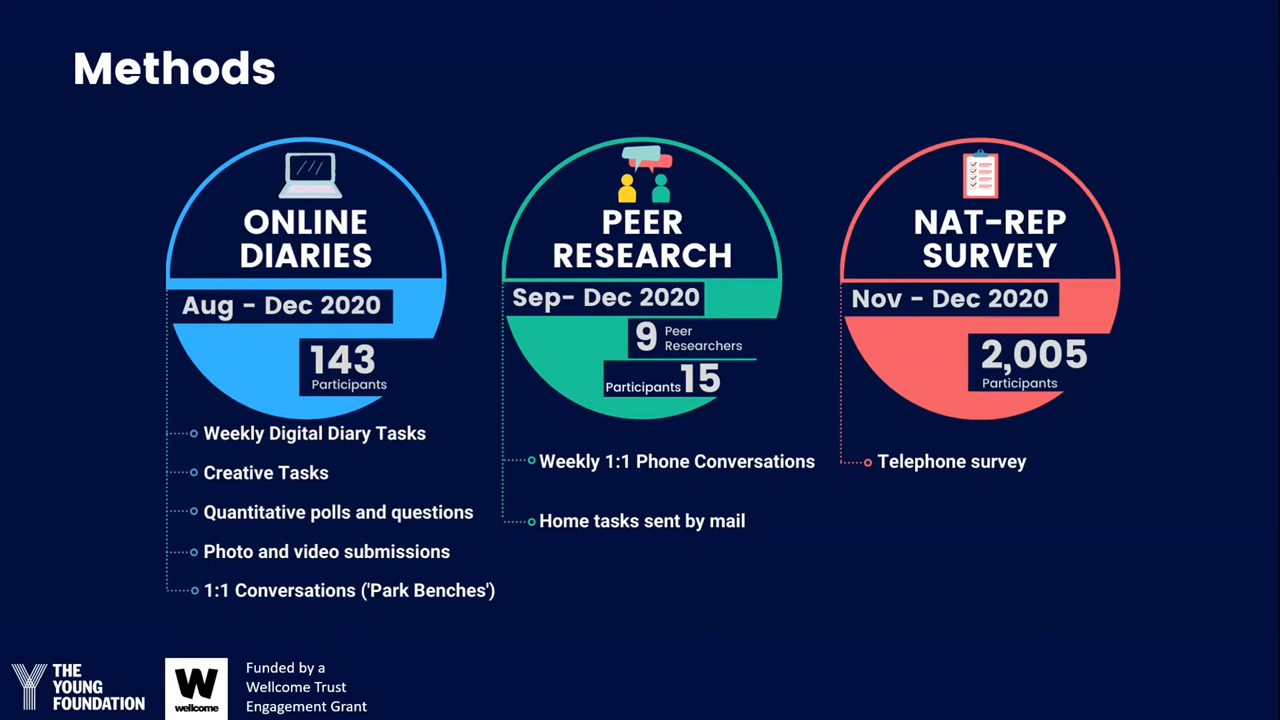 Methods
ONLINE
DIARIES
Aug - Dec 2020
143
Participants
Weekly Digital Diary Tasks
Creative Tasks
Quantitative polls and questions
Photo and video submissions
1:1 Conversations ('Park Benches')
PEER
RESEARCH
Sep- Dec 2020
9 Peer
Researchers
Participants 15
Weekly 1:1 Phone Conversations
Home tasks sent by mail
NAT-REP
SURVEY
Nov - Dec 2020
2,005
Participants
Telephone survey
THE
YOUNG
FOUNDATION
W
wellcome
Funded by a
Wellcome Trust
Engagement Grant